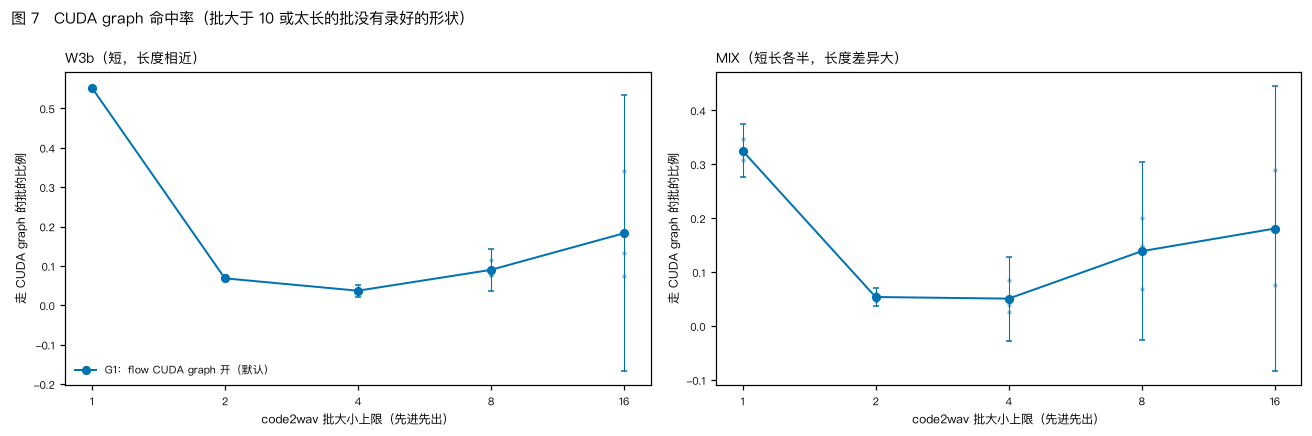 图 7 CUDA graph 命中率（批大于 10 或太长的批没有录好的形状）
W3b（短，长度相近）
走 CUDA graph 的批的比例
0.5
0.4
0.3
0.2
0.1
0.0
−0.1
−0.2
G1：flow CUDA graph 开（默认）
1 2 4 8 16
code2wav 批大小上限（先进先出）
MIX（短长各半，长度差异大）
走 CUDA graph 的批的比例
0.4
0.3
0.2
0.1
0.0
−0.1
1 2 4 8 16
code2wav 批大小上限（先进先出）